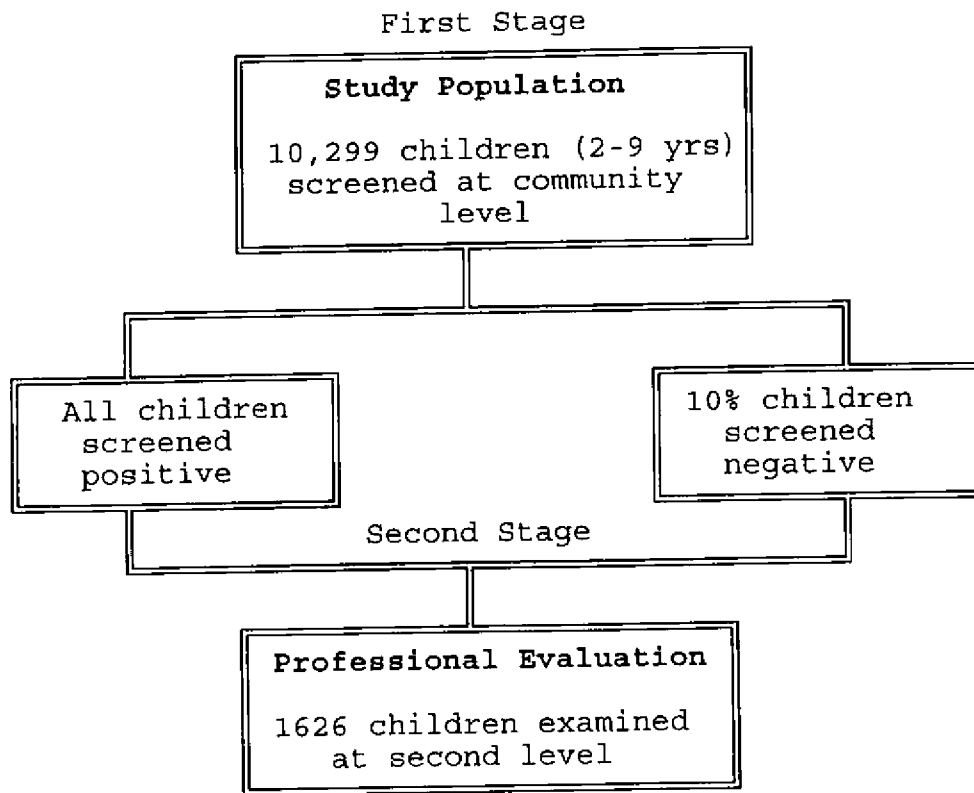 First Stage
Study Population
10,299 children (2-9 yrs)
screened at community
level
All children
screened
positive
10% children
screened
negative
Second Stage
Professional Evaluation
1626 children examined
at second level